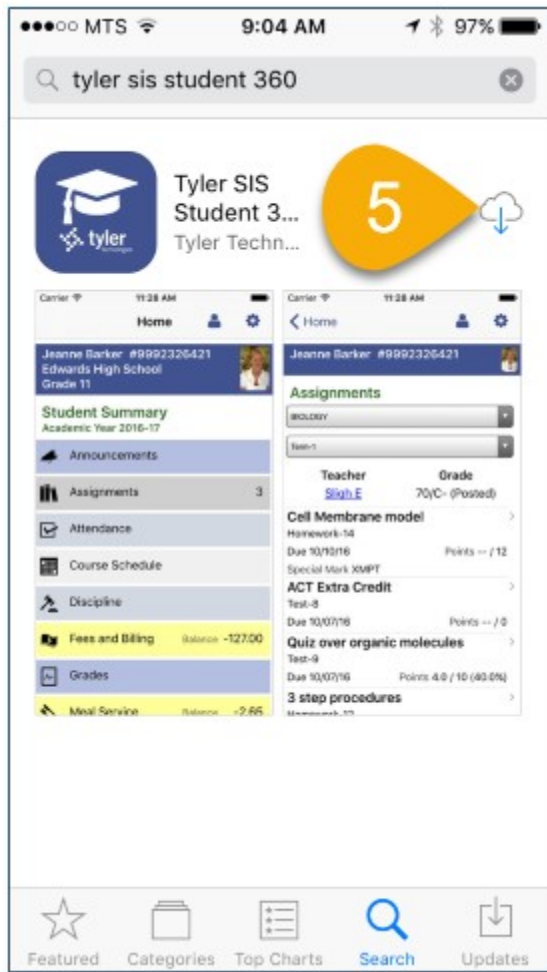 MTS 9:04 AM 97%
tyler sis student 360
Tyler SIS
Student 3...
Tyler Techn...
tyler
technologies
5
Carrier 11:28 AM
Home
Jeanne Barker #9992326421
Edwards High School
Grade 11
Student Summary
Academic Year 2016-17
Announcements
Assignments 3
Attendance
Course Schedule
Discipline
Fees and Billing Balance -127.00
Grades
Meal Service Balance -2.65
Carrier 11:28 AM
Home
Jeanne Barker #9992326421
Assignments
BIOLOGY
Term-1
Teacher Grade
Sligh E 70/C- (Posted)
Cell Membrane model
Homework-14
Due 10/10/16 Points -- / 12
Special Mark XMPT
ACT Extra Credit
Test-8
Due 10/07/16 Points -- / 0
Quiz over organic molecules
Test-9
Due 10/07/16 Points 4.0 / 10 (40.0%)
3 step procedures
Homework-12
Featured Categories Top Charts Search Updates